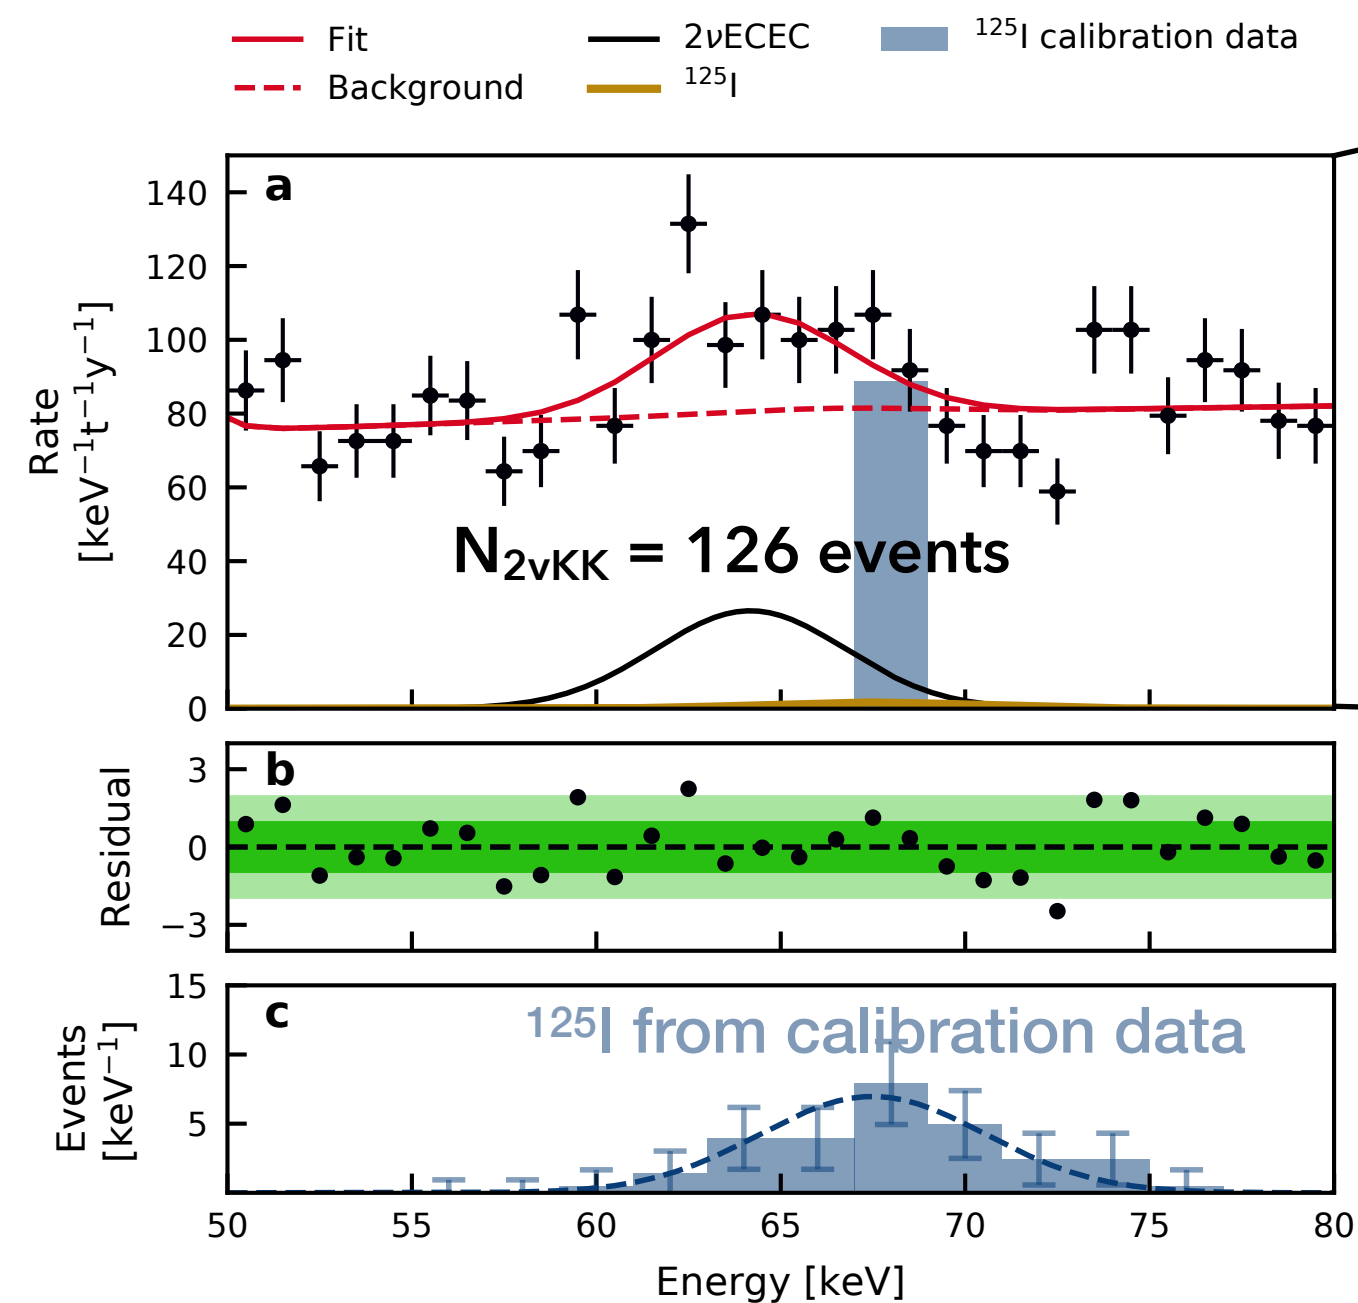 Fit
Background
2νECEC
¹²⁵I
¹²⁵I calibration data
a
Rate
[keV⁻¹t⁻¹y⁻¹]
140
120
100
80
60
40
20
0
N₂ᵥKK = 126 events
b
Residual
3
0
−3
c
Events
[keV⁻¹]
15
10
5
¹²⁵I from calibration data
50 55 60 65 70 75 80
Energy [keV]